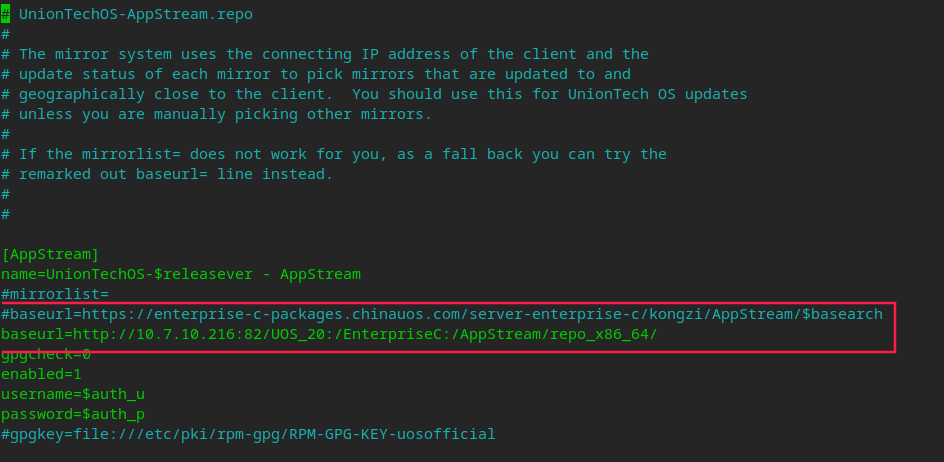 # UnionTechOS-AppStream.repo
#
# The mirror system uses the connecting IP address of the client and the
# update status of each mirror to pick mirrors that are updated to and
# geographically close to the client.  You should use this for UnionTech OS updates
# unless you are manually picking other mirrors.
#
# If the mirrorlist= does not work for you, as a fall back you can try the
# remarked out baseurl= line instead.
#
#

[AppStream]
name=UnionTechOS-$releasever - AppStream
#mirrorlist=
#baseurl=https://enterprise-c-packages.chinauos.com/server-enterprise-c/kongzi/AppStream/$basearch
baseurl=http://10.7.10.216:82/UOS_20:/EnterpriseC:/AppStream/repo_x86_64/
gpgcheck=0
enabled=1
username=$auth_u
password=$auth_p
#gpgkey=file:///etc/pki/rpm-gpg/RPM-GPG-KEY-uosofficial